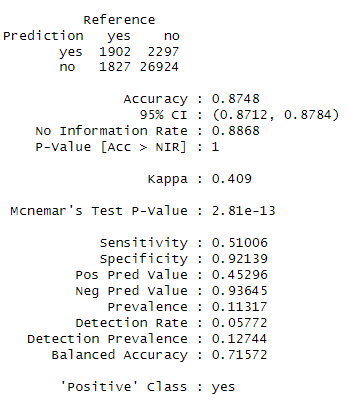 Reference
Prediction yes no
yes 1902 2297
no 1827 26924
Accuracy : 0.8748
95% CI : (0.8712, 0.8784)
No Information Rate : 0.8868
P-Value [Acc > NIR] : 1
Kappa : 0.409
Mcnemar's Test P-Value : 2.81e-13
Sensitivity : 0.51006
Specificity : 0.92139
Pos Pred Value : 0.45296
Neg Pred Value : 0.93645
Prevalence : 0.11317
Detection Rate : 0.05772
Detection Prevalence : 0.12744
Balanced Accuracy : 0.71572
'Positive' Class : yes